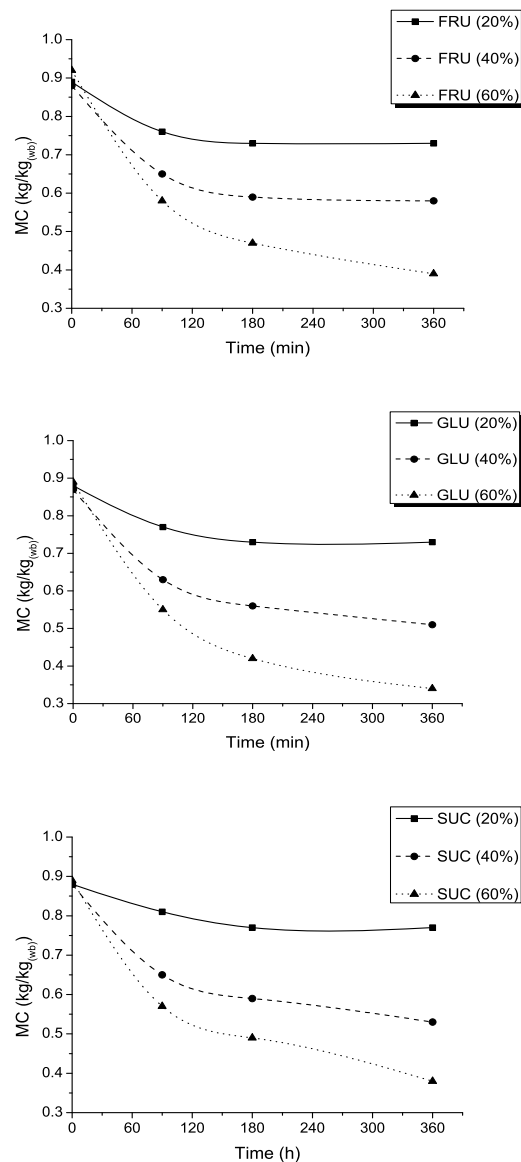 FRU (20%)
FRU (40%)
FRU (60%)
1.0
0.9
0.8
0.7
0.6
0.5
0.4
0.3
MC (kg/kg(wb))
0 60 120 180 240 300 360
Time (min)
GLU (20%)
GLU (40%)
GLU (60%)
1.0
0.9
0.8
0.7
0.6
0.5
0.4
0.3
MC (kg/kg(wb))
0 60 120 180 240 300 360
Time (min)
SUC (20%)
SUC (40%)
SUC (60%)
1.0
0.9
0.8
0.7
0.6
0.5
0.4
0.3
MC (kg/kg(wb))
0 60 120 180 240 300 360
Time (h)